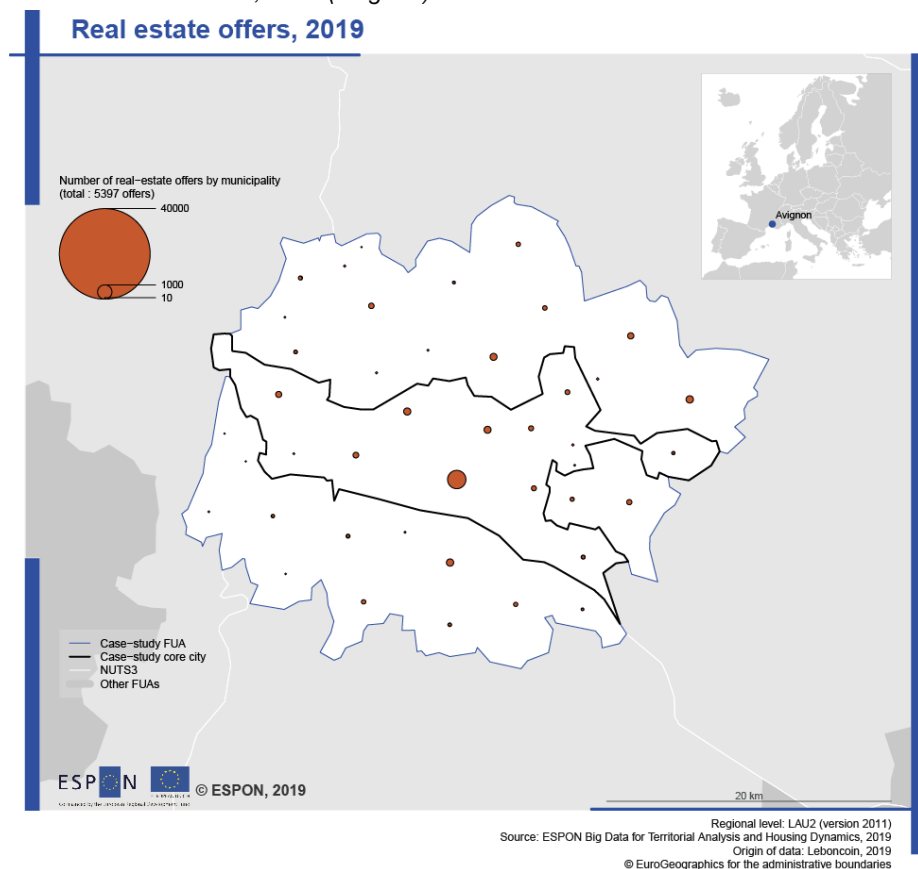 Real estate offers, 2019
Number of real-estate offers by municipality
(total : 5397 offers)
40000
1000
10
Avignon
Case-study FUA
Case-study core city
NUTS3
Other FUAs
ESPON
© ESPON, 2019
20 km
Regional level: LAU2 (version 2011)
Source: ESPON Big Data for Territorial Analysis and Housing Dynamics, 2019
Origin of data: Leboncoin, 2019
© EuroGeographics for the administrative boundaries